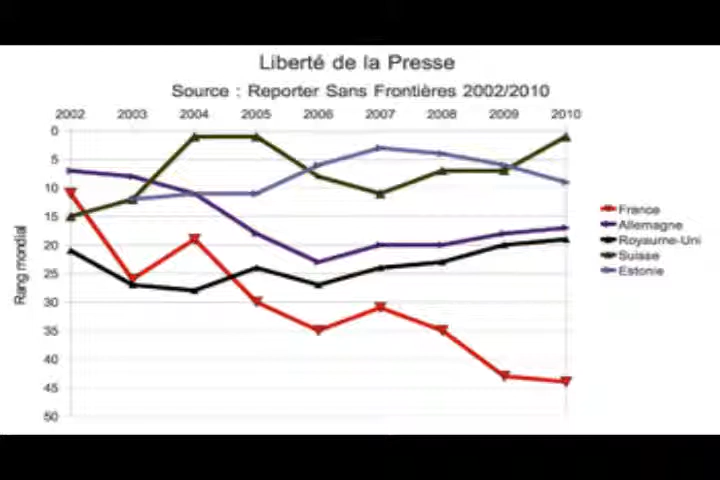 Liberté de la Presse
Source : Reporter Sans Frontières 2002/2010
2002 2003 2004 2005 2006 2007 2008 2009 2010
0
5
10
15
20
25
30
35
40
45
50
Rang mondial
France
Allemagne
Royaume-Uni
Suisse
Estonie